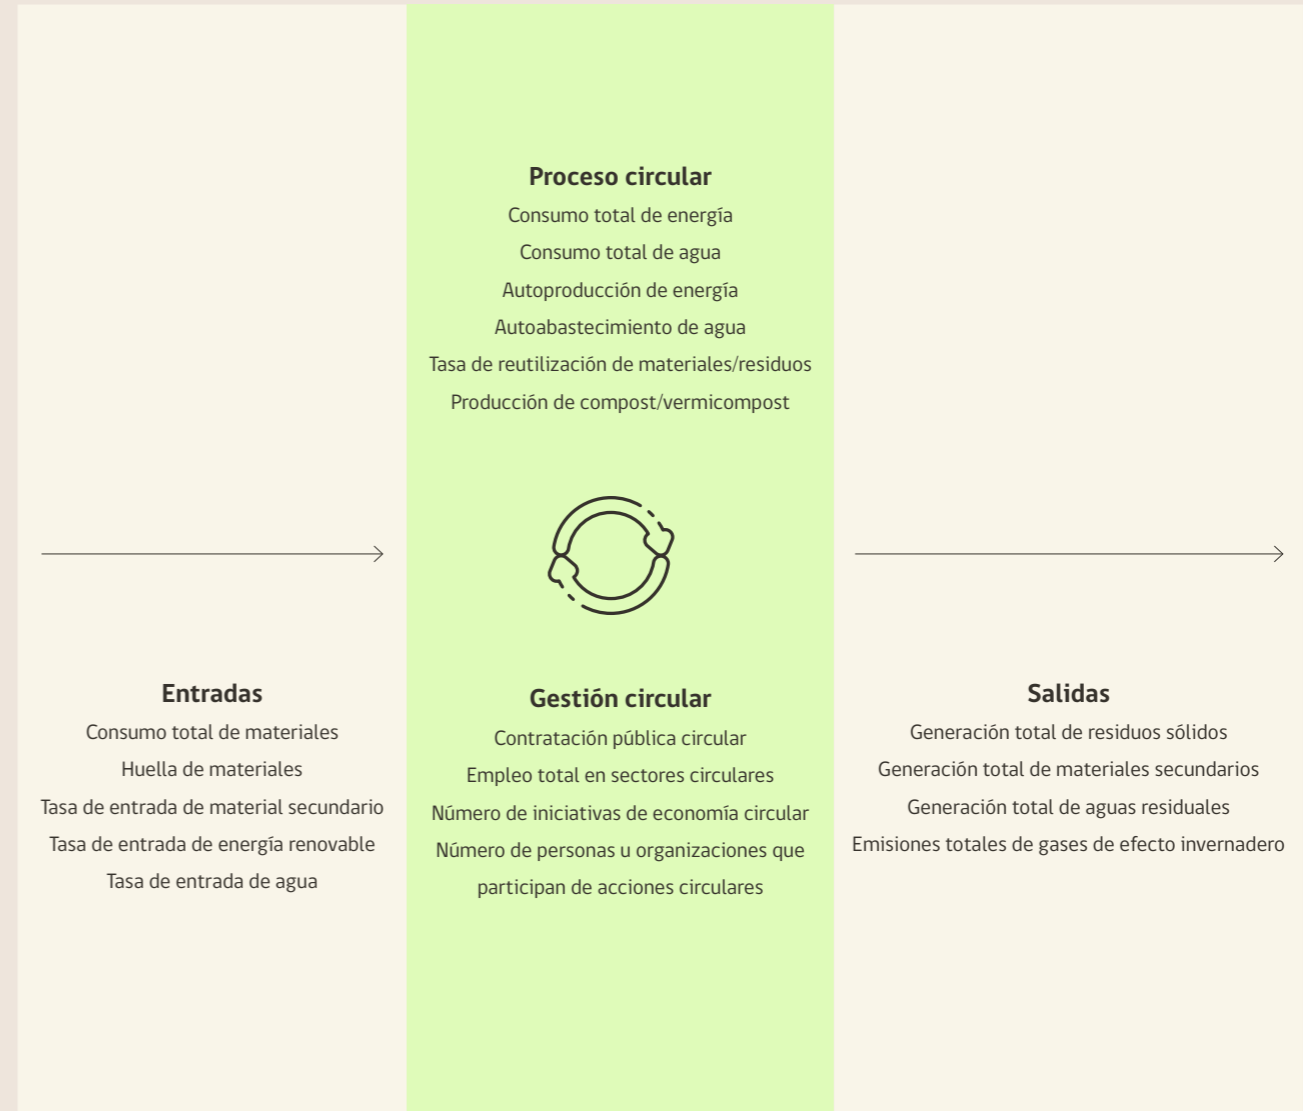 Proceso circular
Consumo total de energía
Consumo total de agua
Autoproducción de energía
Autoabastecimiento de agua
Tasa de reutilización de materiales/residuos
Producción de compost/vermicompost
Entradas
Consumo total de materiales
Huella de materiales
Tasa de entrada de material secundario
Tasa de entrada de energía renovable
Tasa de entrada de agua
Gestión circular
Contratación pública circular
Empleo total en sectores circulares
Número de iniciativas de economía circular
Número de personas u organizaciones que
participan de acciones circulares
Salidas
Generación total de residuos sólidos
Generación total de materiales secundarios
Generación total de aguas residuales
Emisiones totales de gases de efecto invernadero